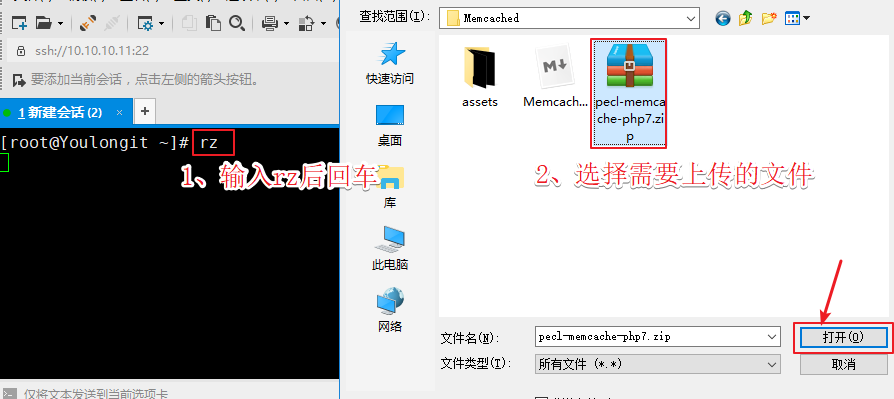 ssh://10.10.10.11:22
要添加当前会话，点击左侧的箭头按钮。
1 新建会话 (2) × +
[root@Youlongit ~]# rz
1、输入rz后回车
仅将文本发送到当前选项卡
查找范围(I):
Memcached
快速访问
桌面
库
此电脑
网络
assets
Memcach...
pecl-memca
che-php7.zi
p
2、选择需要上传的文件
文件名(N):
pecl-memcache-php7.zip
打开(O)
文件类型(T):
所有文件 (*.*)
取消